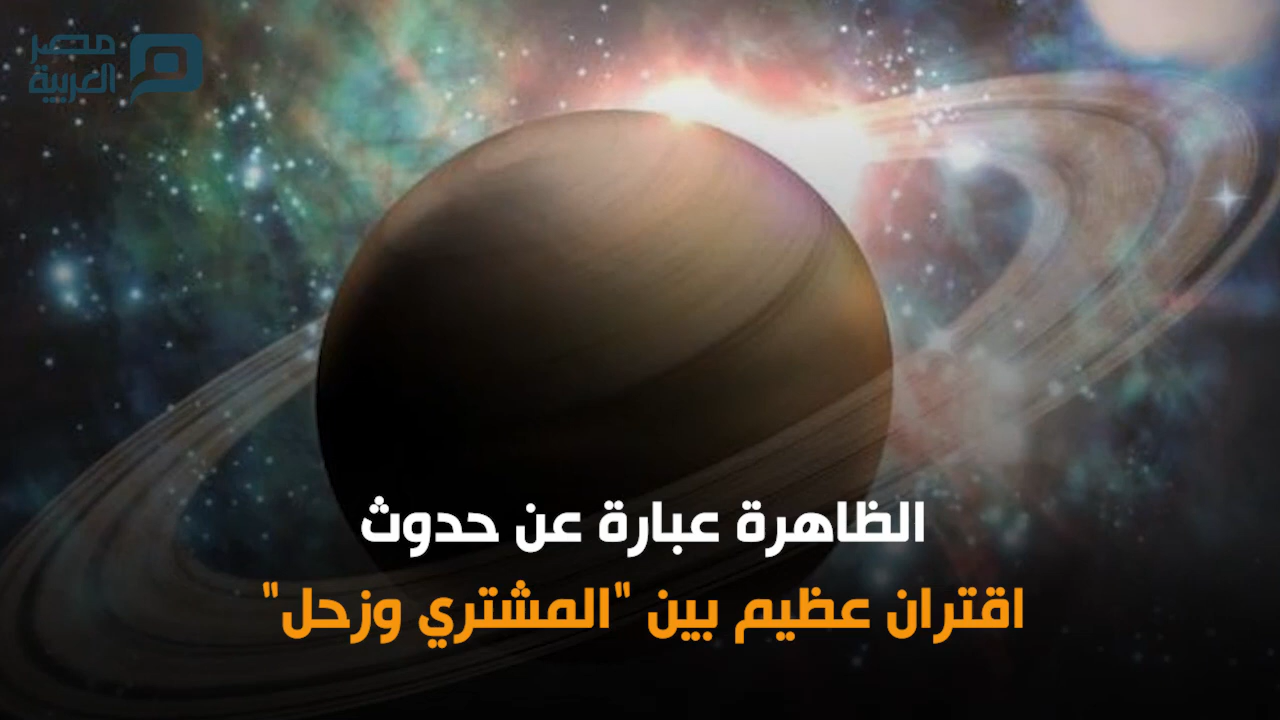 مصر
العربية
الظاهرة عبارة عن حدوث
اقتران عظيم بين "المشتري وزحل"